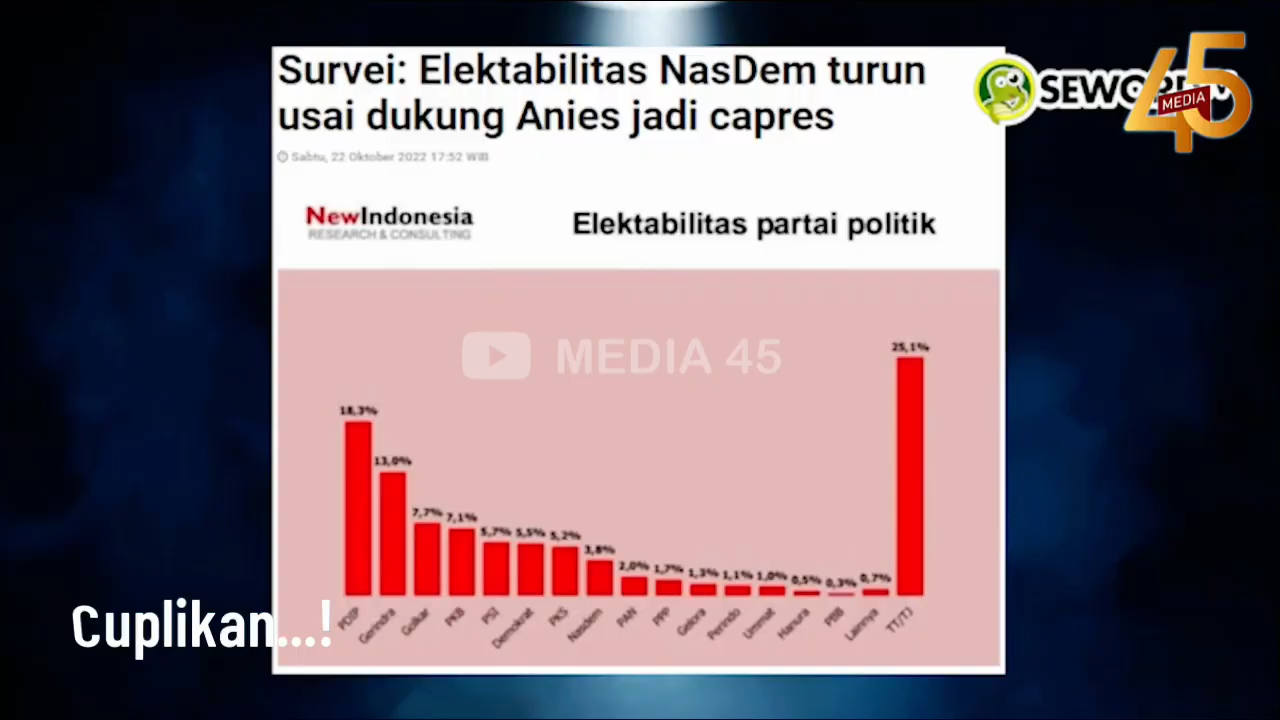 Survei: Elektabilitas NasDem turun
usai dukung Anies jadi capres
Sabtu, 22 Oktober 2022 17:52 WIB
SEWO
45
MEDIA
NewIndonesia
RESEARCH & CONSULTING
Elektabilitas partai politik
MEDIA 45
25,1%
18,3%
13,0%
7,7% 7,1%
5,7% 5,5% 5,2%
3,8%
2,0% 1,7% 1,3% 1,1% 1,0% 0,5% 0,3% 0,7%
PDIP Gerindra Golkar PKB PSI Demokrat PKS Nasdem PAN PPP Gelora Perindo Ummat Hanura PBB Lainnya TT/TJ
Cuplikan...!